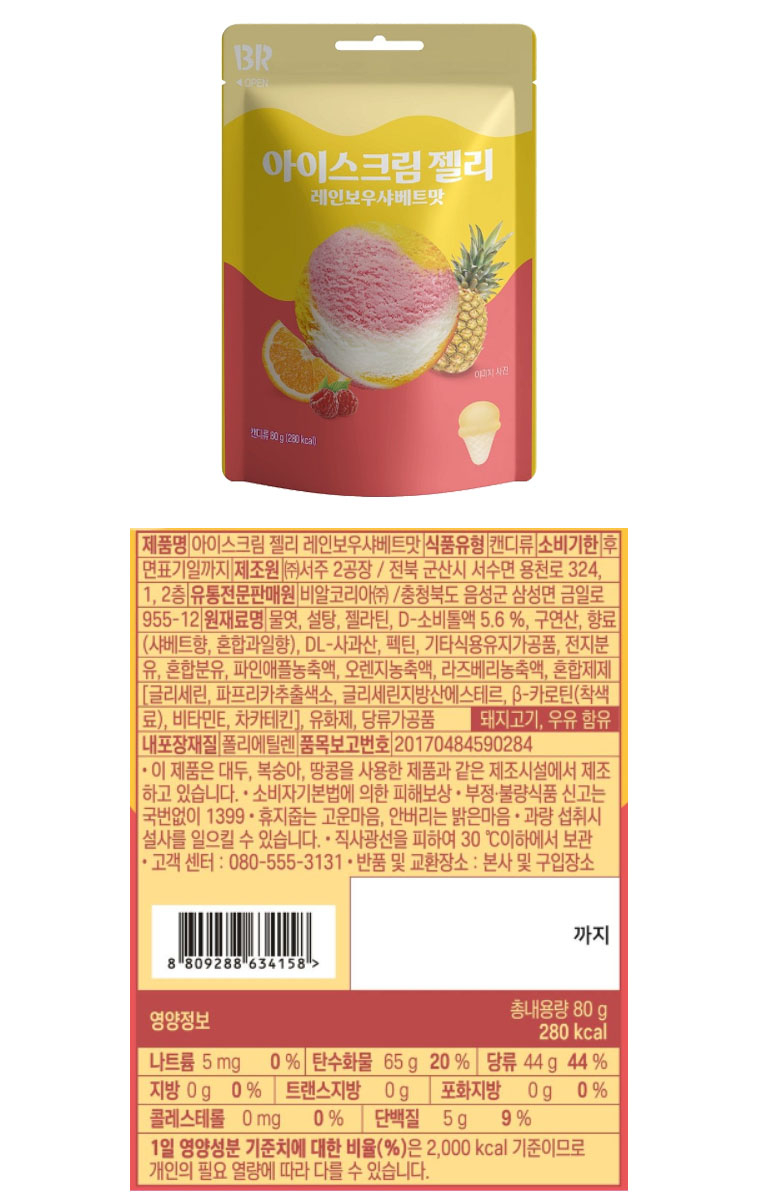 BR
◀ OPEN
아이스크림 젤리
레인보우샤베트맛
이미지 사진
캔디류 80 g (280 kcal)
제품명 아이스크림 젤리 레인보우샤베트맛 식품유형 캔디류 소비기한 후
면표기일까지 제조원 ㈜서주 2공장 / 전북 군산시 서수면 용천로 324,
1, 2층 유통전문판매원 비알코리아㈜ /충청북도 음성군 삼성면 금일로
955-12 원재료명 물엿, 설탕, 젤라틴, D-소비톨액 5.6 %, 구연산, 향료
(샤베트향, 혼합과일향), DL-사과산, 펙틴, 기타식용유지가공품, 전지분
유, 혼합분유, 파인애플농축액, 오렌지농축액, 라즈베리농축액, 혼합제제
[글리세린, 파프리카추출색소, 글리세린지방산에스테르, β-카로틴(착색
료), 비타민E, 차카테킨], 유화제, 당류가공품 돼지고기, 우유 함유
내포장재질 폴리에틸렌 품목보고번호 20170484590284
• 이 제품은 대두, 복숭아, 땅콩을 사용한 제품과 같은 제조시설에서 제조
하고 있습니다. • 소비자기본법에 의한 피해보상 • 부정·불량식품 신고는
국번없이 1399 • 휴지줍는 고운마음, 안버리는 밝은마음 • 과량 섭취시
설사를 일으킬 수 있습니다. • 직사광선을 피하여 30 ℃이하에서 보관
• 고객 센터 : 080-555-3131 • 반품 및 교환장소 : 본사 및 구입장소
까지
8 809288 634158 >
영양정보 총내용량 80 g
280 kcal
나트륨 5 mg 0 % 탄수화물 65 g 20 % 당류 44 g 44 %
지방 0 g 0 % 트랜스지방 0 g 포화지방 0 g 0 %
콜레스테롤 0 mg 0 % 단백질 5 g 9 %
1일 영양성분 기준치에 대한 비율(%)은 2,000 kcal 기준이므로
개인의 필요 열량에 따라 다를 수 있습니다.